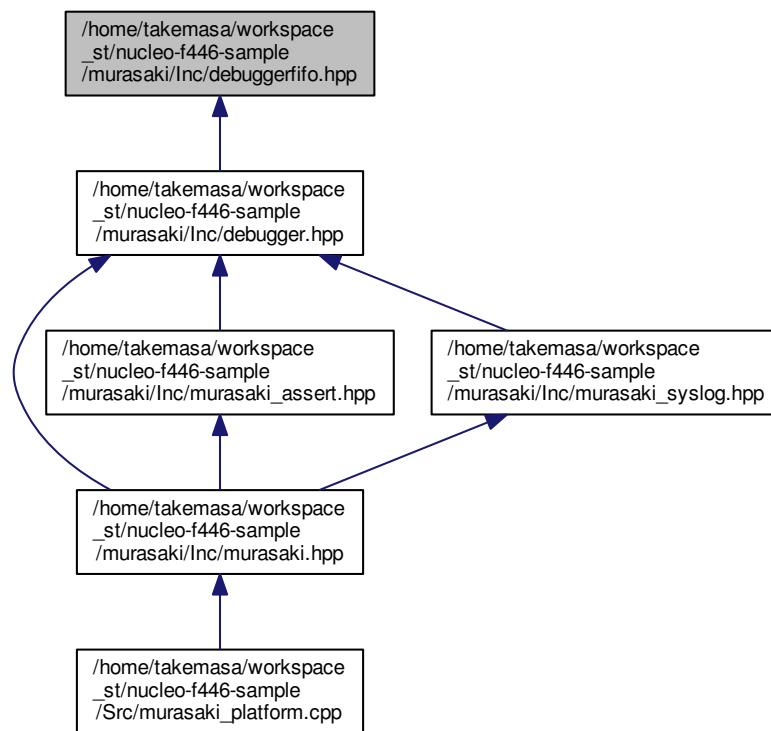 /home/takemasa/workspace
_st/nucleo-f446-sample
/murasaki/Inc/debuggerfifo.hpp
/home/takemasa/workspace
_st/nucleo-f446-sample
/murasaki/Inc/debugger.hpp
/home/takemasa/workspace
_st/nucleo-f446-sample
/murasaki/Inc/murasaki_assert.hpp
/home/takemasa/workspace
_st/nucleo-f446-sample
/murasaki/Inc/murasaki_syslog.hpp
/home/takemasa/workspace
_st/nucleo-f446-sample
/murasaki/Inc/murasaki.hpp
/home/takemasa/workspace
_st/nucleo-f446-sample
/Src/murasaki_platform.cpp